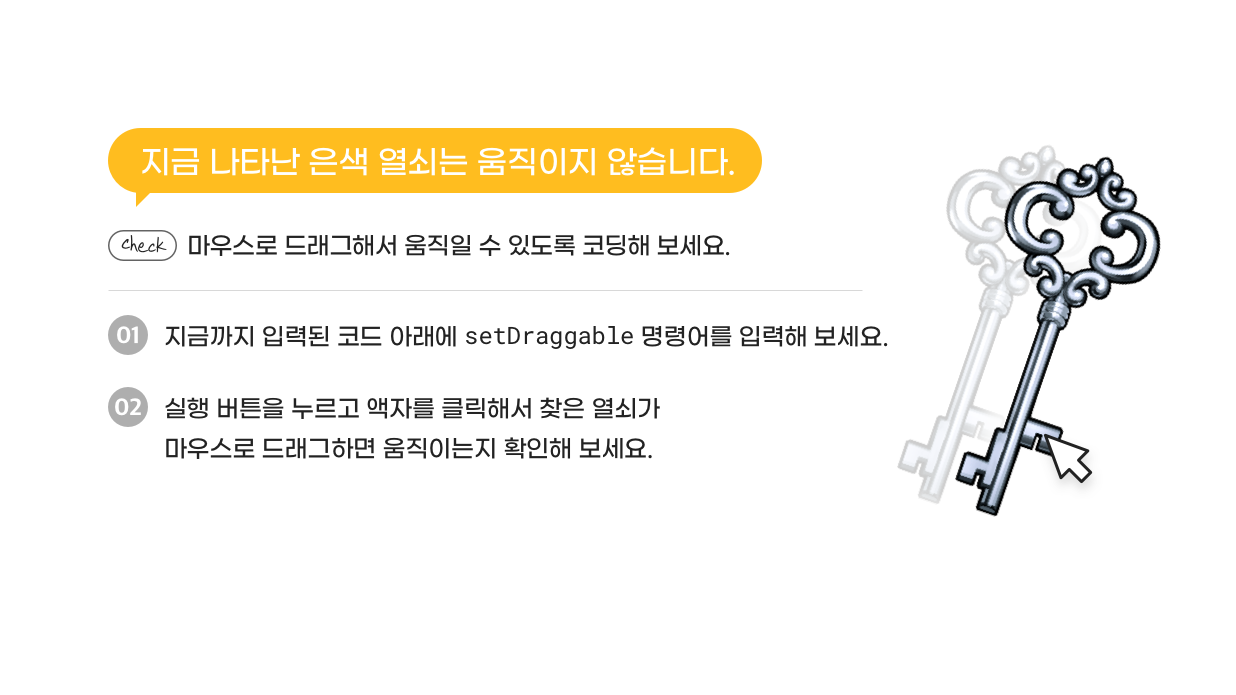 지금 나타난 은색 열쇠는 움직이지 않습니다.
check 마우스로 드래그해서 움직일 수 있도록 코딩해 보세요.
01 지금까지 입력된 코드 아래에 setDraggable 명령어를 입력해 보세요.
02 실행 버튼을 누르고 액자를 클릭해서 찾은 열쇠가
마우스로 드래그하면 움직이는지 확인해 보세요.